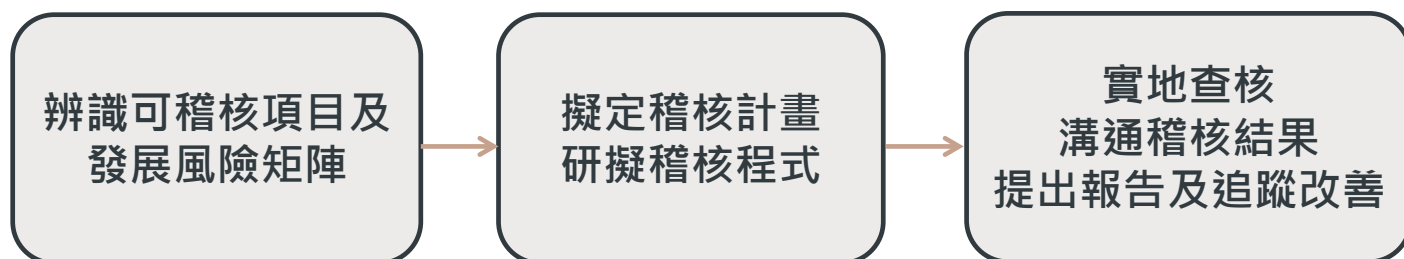 辨識可稽核項目及
發展風險矩陣
擬定稽核計畫
研擬稽核程式
實地查核
溝通稽核結果
提出報告及追蹤改善